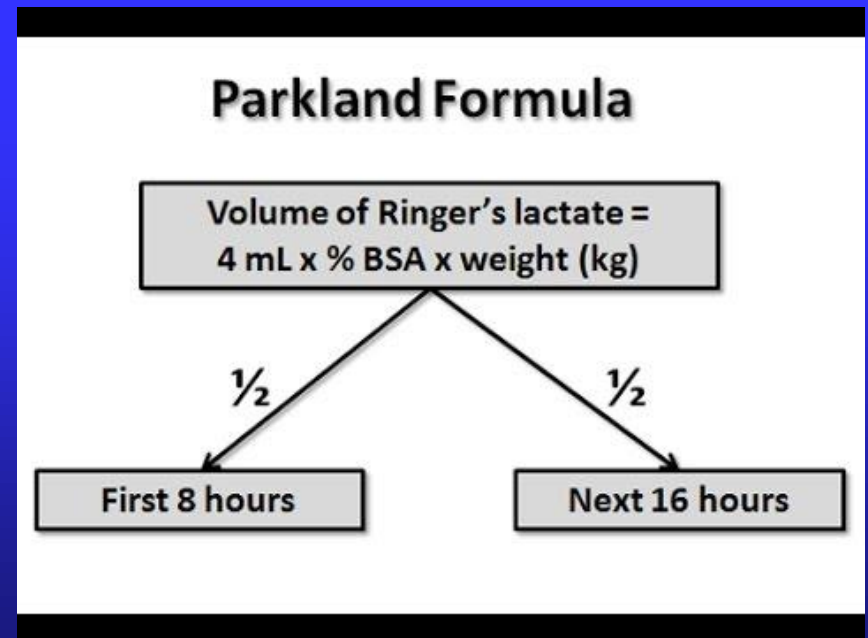 Parkland Formula
Volume of Ringer’s lactate =
4 mL x % BSA x weight (kg)
½
½
First 8 hours
Next 16 hours